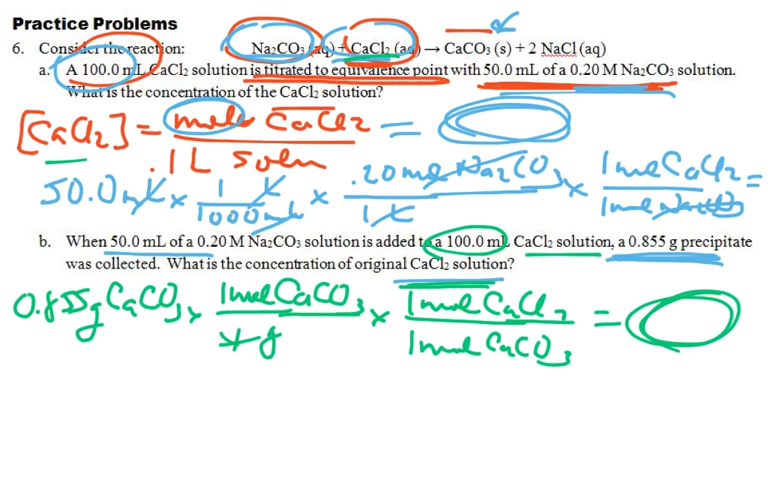 Practice Problems
6. Consider the reaction: Na₂CO₃ (aq) + CaCl₂ (aq) → CaCO₃ (s) + 2 NaCl (aq)
a. A 100.0 mL CaCl₂ solution is titrated to equivalence point with 50.0 mL of a 0.20 M Na₂CO₃ solution.
What is the concentration of the CaCl₂ solution?
[CaCl₂] = mols CaCl₂ =
.1 L soln
50.0 mL × 1 L / 1000 mL × .20 mol Na₂CO₃ / 1 L × 1 mol CaCl₂ / 1 mol Na₂CO₃ =
b. When 50.0 mL of a 0.20 M Na₂CO₃ solution is added to a 100.0 mL CaCl₂ solution, a 0.855 g precipitate
was collected. What is the concentration of original CaCl₂ solution?
0.855g CaCO₃ × 1 mol CaCO₃ / * g × 1 mol CaCl₂ / 1 mol CaCO₃ =